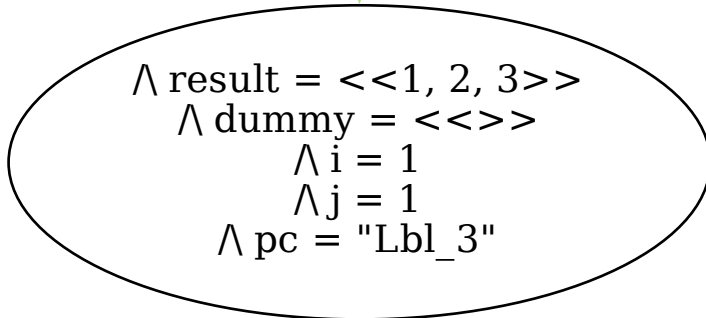 /\ result = <<1, 2, 3>>
/\ dummy = <<>>
/\ i = 1
/\ j = 1
/\ pc = "Lbl_3"